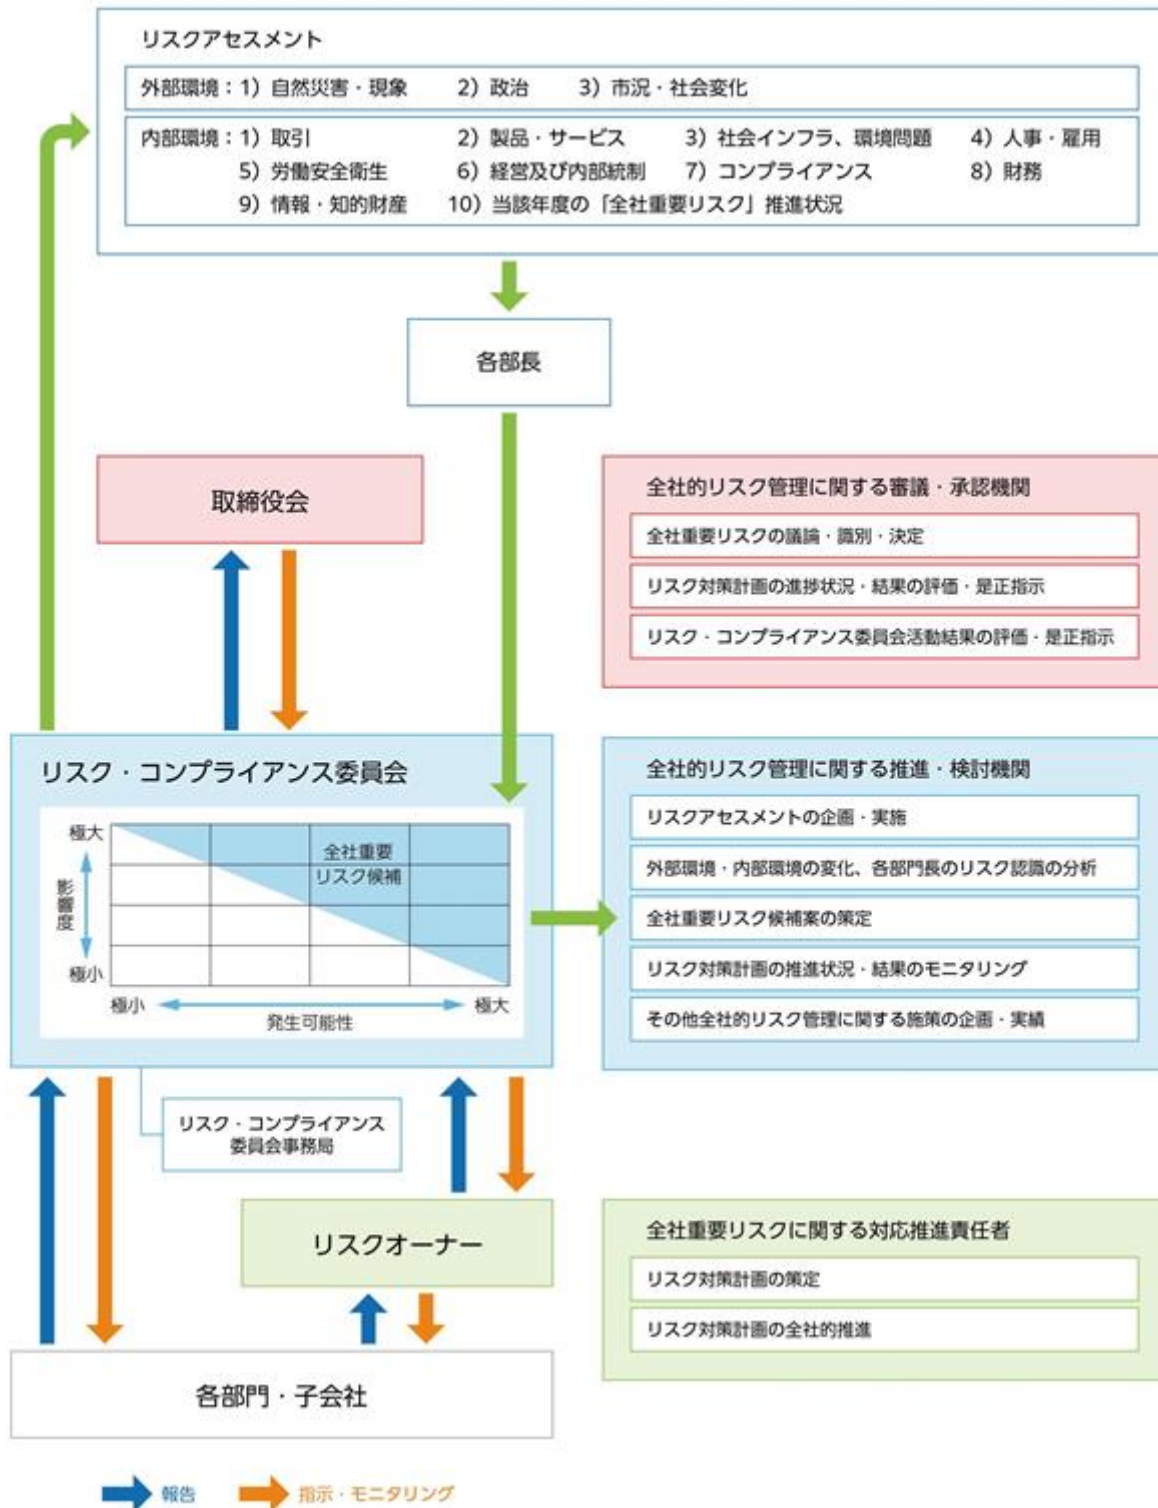 リスクアセスメント
外部環境：1）自然災害・現象 2）政治 3）市況・社会変化
内部環境：1）取引 2）製品・サービス 3）社会インフラ、環境問題 4）人事・雇用
5）労働安全衛生 6）経営及び内部統制 7）コンプライアンス 8）財務
9）情報・知的財産 10）当該年度の「全社重要リスク」推進状況
各部長
取締役会
全社的リスク管理に関する審議・承認機関
全社重要リスクの議論・識別・決定
リスク対策計画の進捗状況・結果の評価・是正指示
リスク・コンプライアンス委員会活動結果の評価・是正指示
リスク・コンプライアンス委員会
極大
影響度
極小
全社重要
リスク候補
極小
極大
発生可能性
全社的リスク管理に関する推進・検討機関
リスクアセスメントの企画・実施
外部環境・内部環境の変化、各部門長のリスク認識の分析
全社重要リスク候補案の策定
リスク対策計画の推進状況・結果のモニタリング
その他全社的リスク管理に関する施策の企画・実績
リスク・コンプライアンス
委員会事務局
リスクオーナー
全社重要リスクに関する対応推進責任者
リスク対策計画の策定
リスク対策計画の全社的推進
各部門・子会社
報告
指示・モニタリング